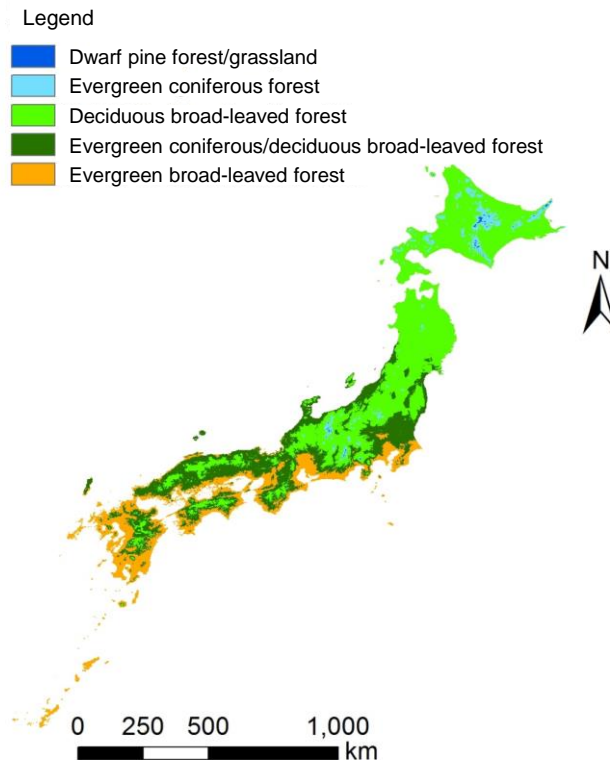 Legend
Dwarf pine forest/grassland
Evergreen coniferous forest
Deciduous broad-leaved forest
Evergreen coniferous/deciduous broad-leaved forest
Evergreen broad-leaved forest
N
0 250 500 1,000
km